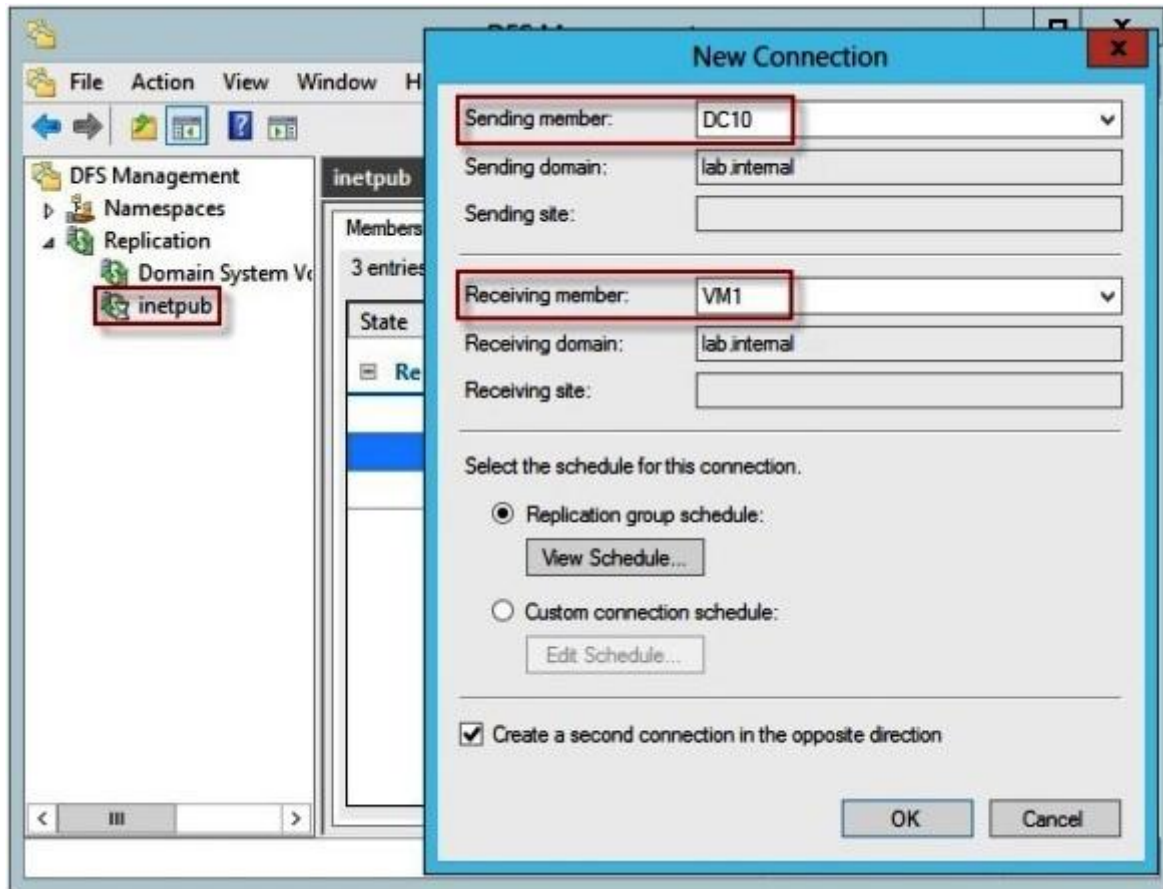 New Connection
File Action View Window H
DFS Management
Namespaces
Replication
Domain System Vo
inetpub
inetpub
Members
3 entries
State
Re
Sending member: DC10
Sending domain: lab.internal
Sending site:
Receiving member: VM1
Receiving domain: lab.internal
Receiving site:
Select the schedule for this connection.
Replication group schedule:
View Schedule...
Custom connection schedule:
Edit Schedule...
Create a second connection in the opposite direction
OK Cancel